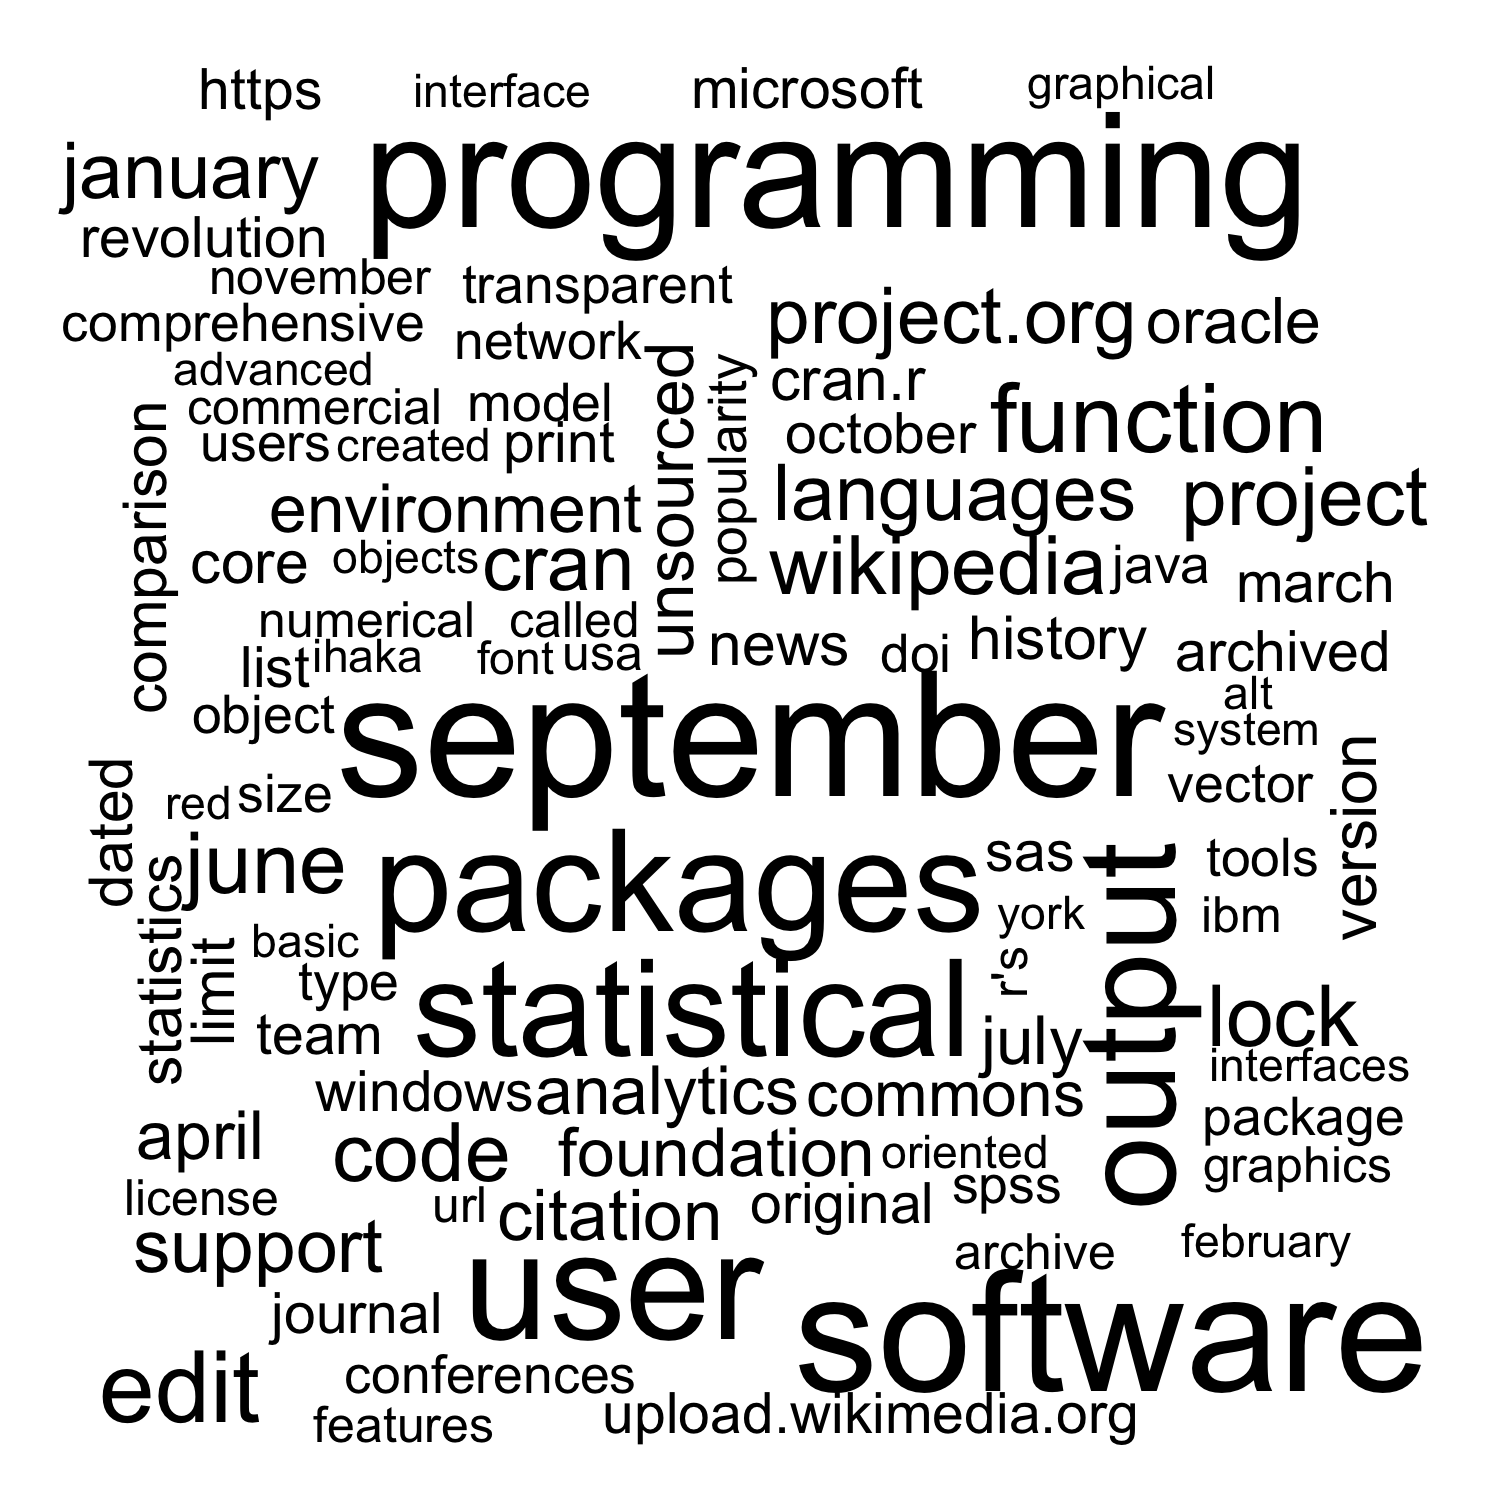 https interface microsoft graphical
january programming
revolution
november transparent
comprehensive network project.org oracle
advanced unsourced popularity cran.r
commercial model october function
users created print
comparison environment languages project
core objects cran wikipedia java march
numerical called news doi history archived
list ihaka font usa
object september alt
system
dated red size vector version
statistics june packages sas output tools
limit basic york ibm
type statistical r's lock
team july
windows analytics commons interfaces
april code foundation oriented package
license url citation original spss graphics
support user archive february
journal software
edit conferences
features upload.wikimedia.org